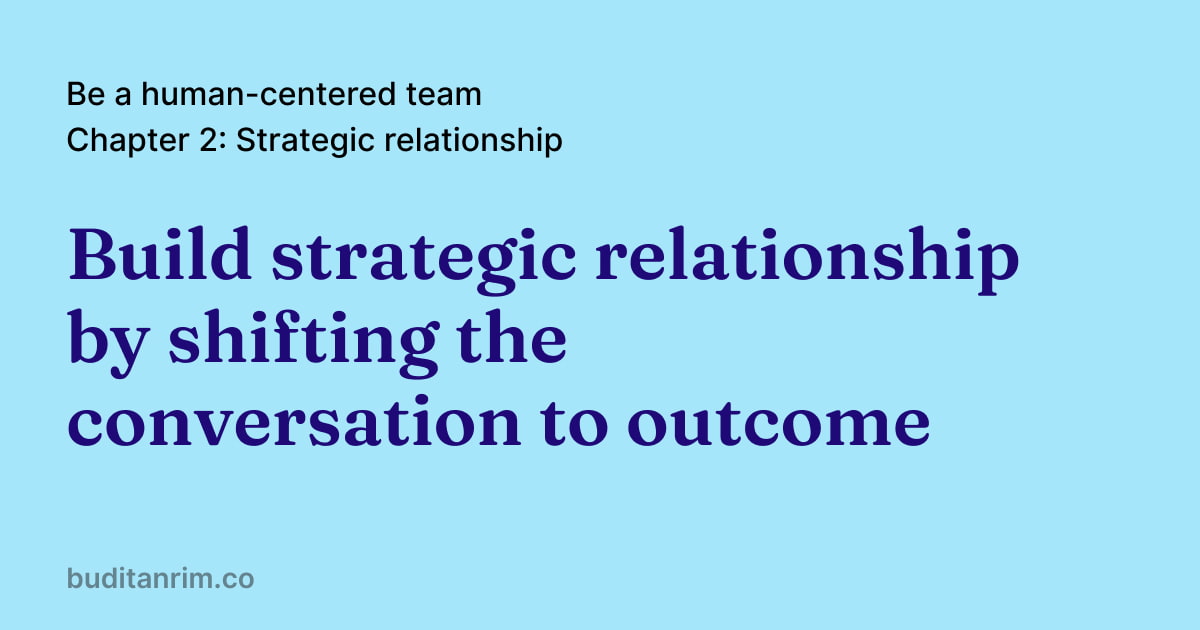 Be a human-centered team
Chapter 2: Strategic relationship
Build strategic relationship
by shifting the
conversation to outcome
buditanrim.co